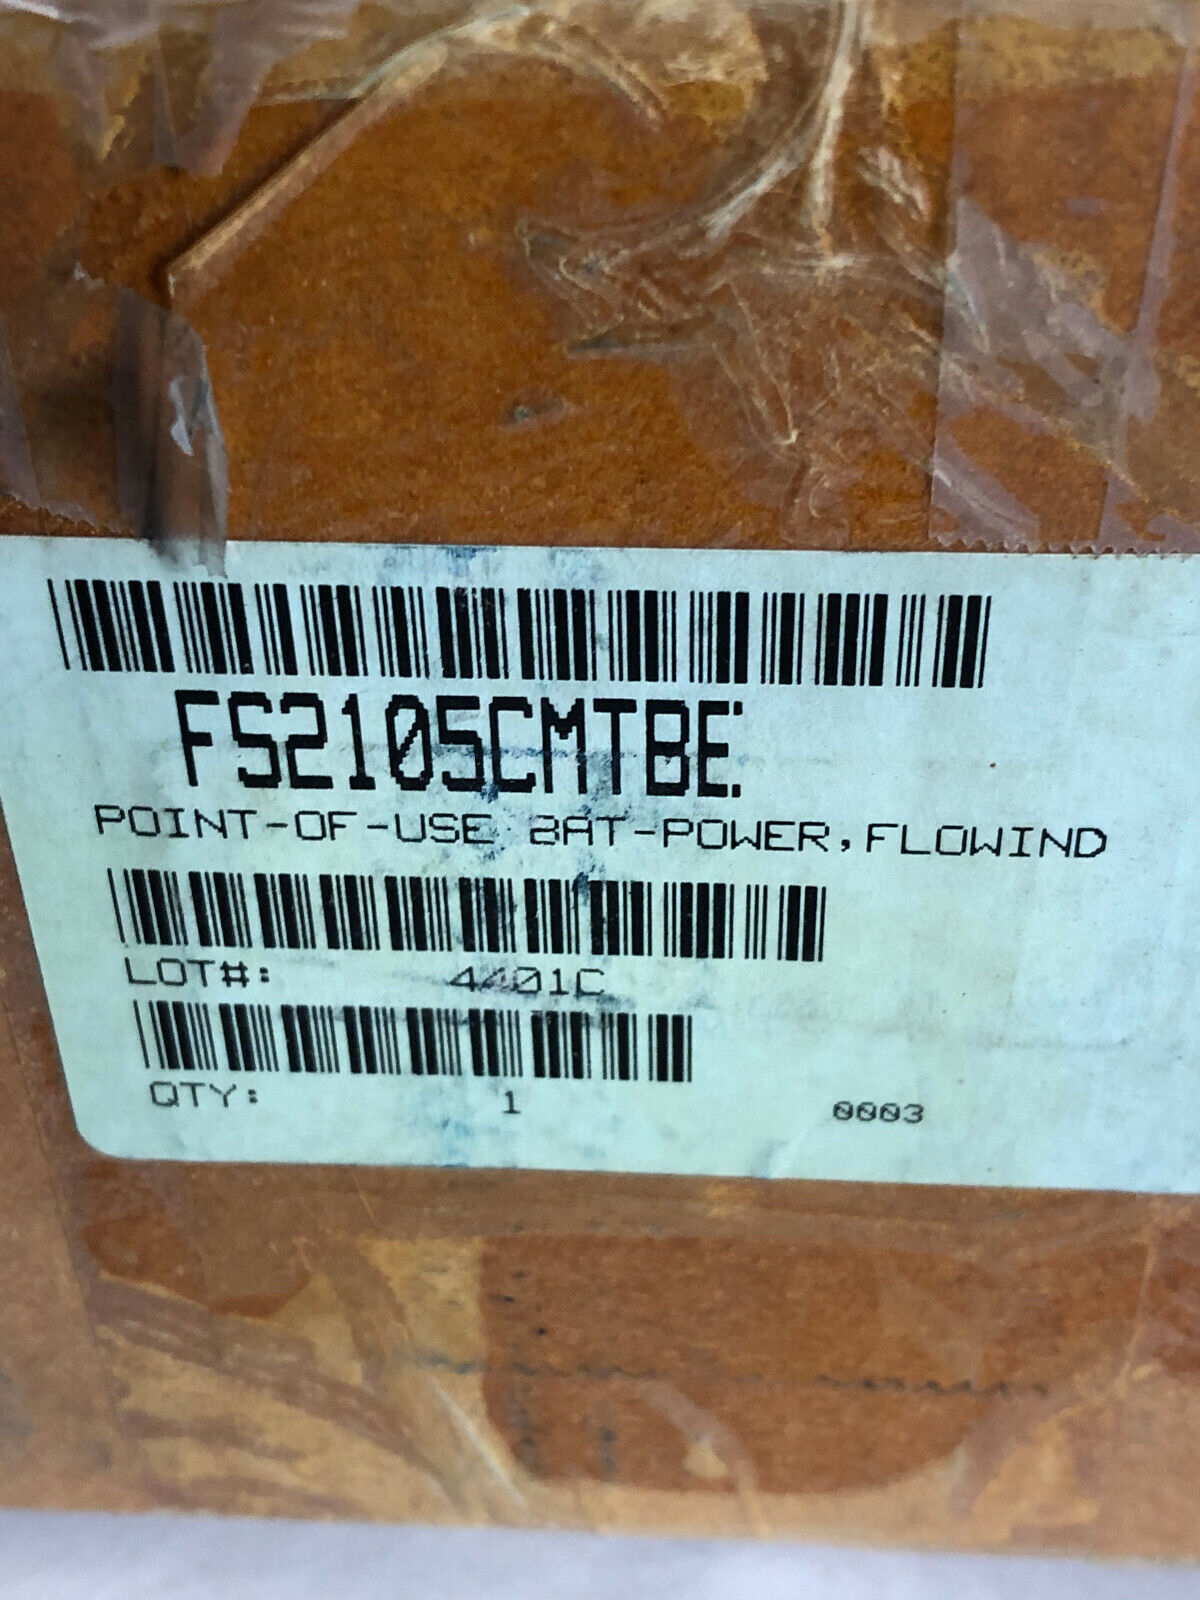 FS2105CMTBE:
POINT-OF-USE BAT-POWER,FLOWIND
LOT#: 4401C
QTY: 1 0003